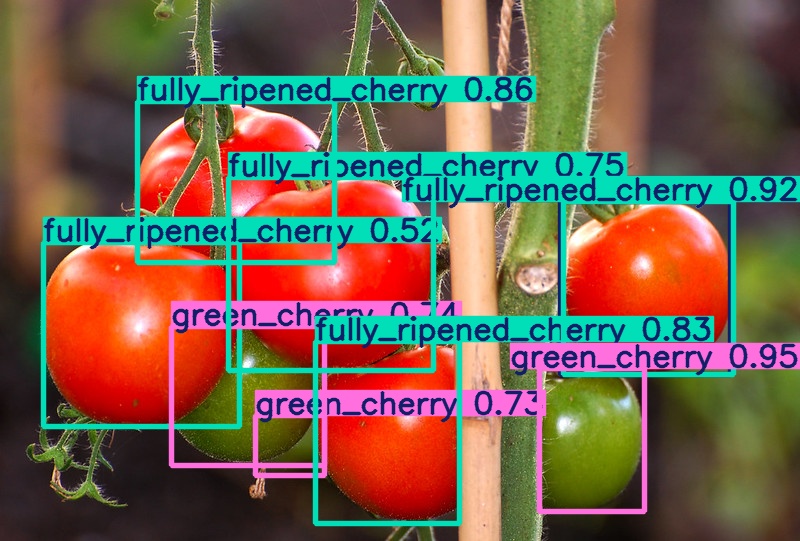 fully_ripened_cherry 0.86
fully_ripened_cherry 0.75
fully_ripened_cherry 0.92
fully_ripened_cherry 0.52
green_cherry 0.74
fully_ripened_cherry 0.83
green_cherry 0.95
green_cherry 0.73